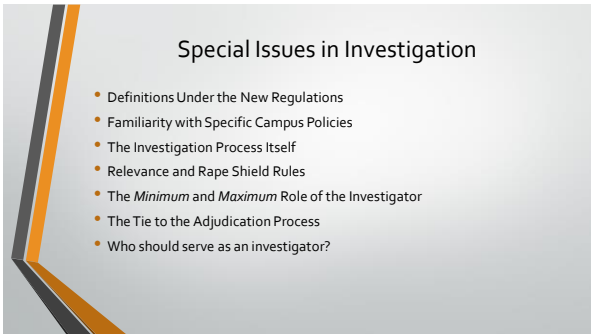 Special Issues in Investigation
• Definitions Under the New Regulations
• Familiarity with Specific Campus Policies
• The Investigation Process Itself
• Relevance and Rape Shield Rules
• The Minimum and Maximum Role of the Investigator
• The Tie to the Adjudication Process
• Who should serve as an investigator?